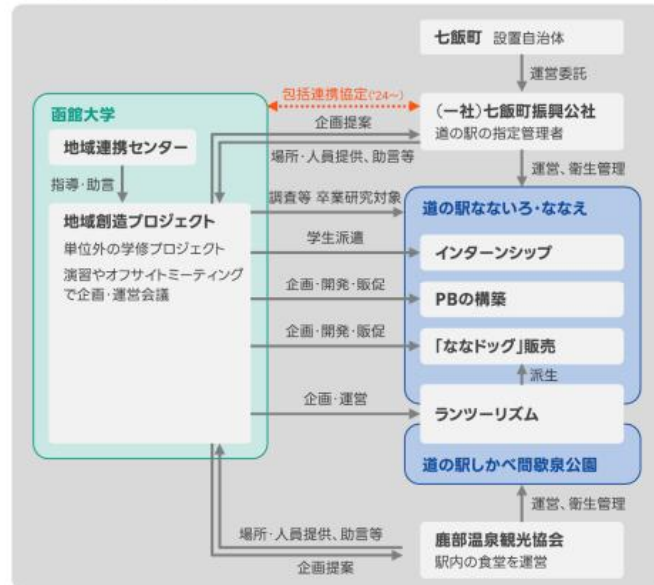 七飯町 設置自治体
運営委託
包括連携協定('24～)
函館大学
企画提案
(一社)七飯町振興公社
道の駅の指定管理者
地域連携センター
場所・人員提供、助言等
運営、衛生管理
指導・助言
調査等 卒業研究対象
道の駅なないろ・ななえ
地域創造プロジェクト
単位外の学修プロジェクト
演習やオフサイトミーティング
で企画・運営会議
学生派遣
インターンシップ
企画・開発・販促
PBの構築
企画・開発・販促
「ななドッグ」販売
派生
企画・運営
ランツーリズム
道の駅しかべ間歇泉公園
運営、衛生管理
場所・人員提供、助言等
鹿部温泉観光協会
駅内の食堂を運営
企画提案